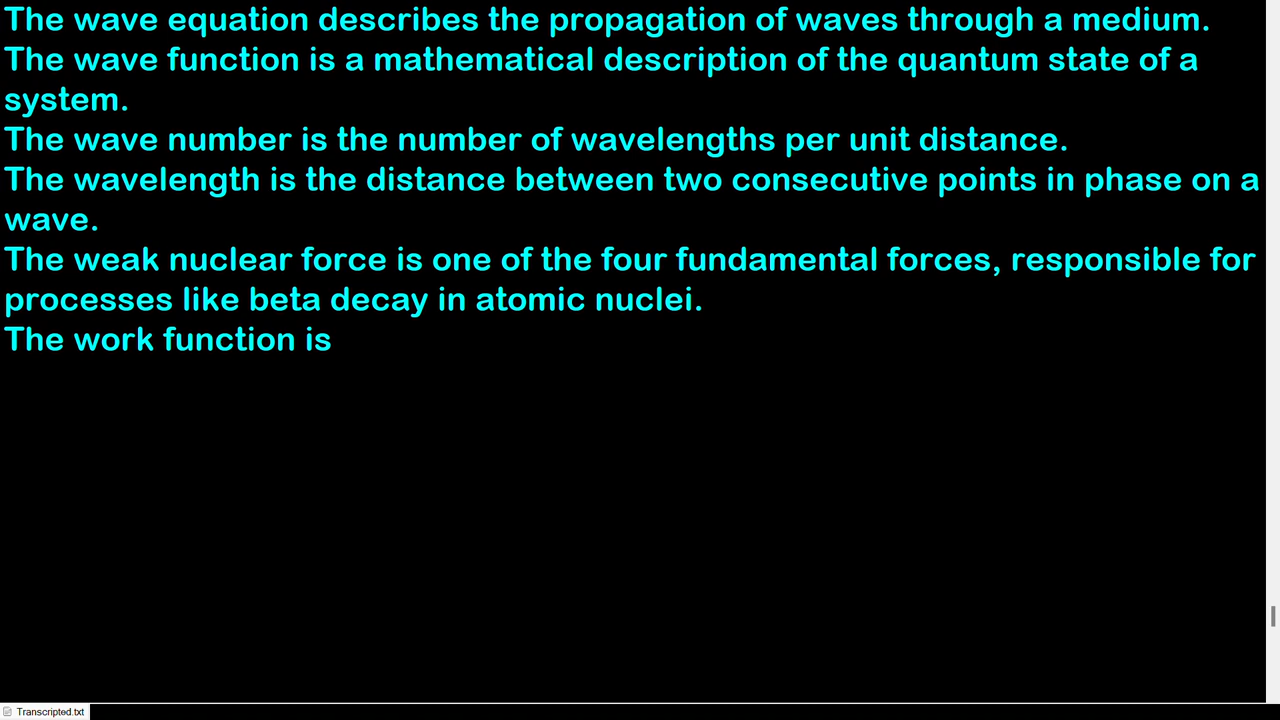 The wave equation describes the propagation of waves through a medium.
The wave function is a mathematical description of the quantum state of a
system.
The wave number is the number of wavelengths per unit distance.
The wavelength is the distance between two consecutive points in phase on a
wave.
The weak nuclear force is one of the four fundamental forces, responsible for
processes like beta decay in atomic nuclei.
The work function is
Transcripted.txt